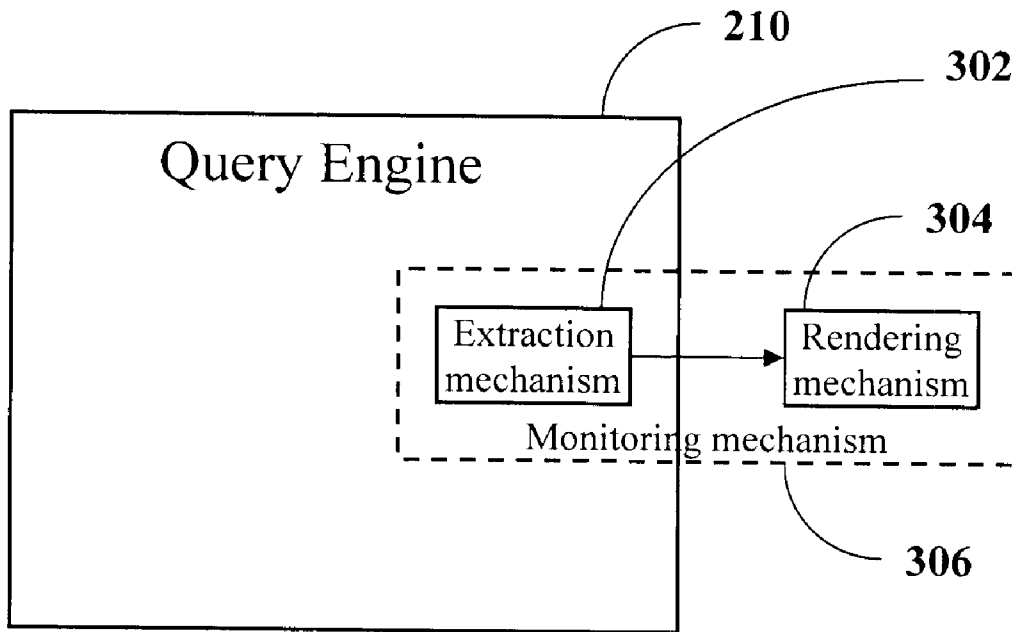 210
302
Query Engine
304
Extraction
mechanism
Rendering
mechanism
Monitoring mechanism
306